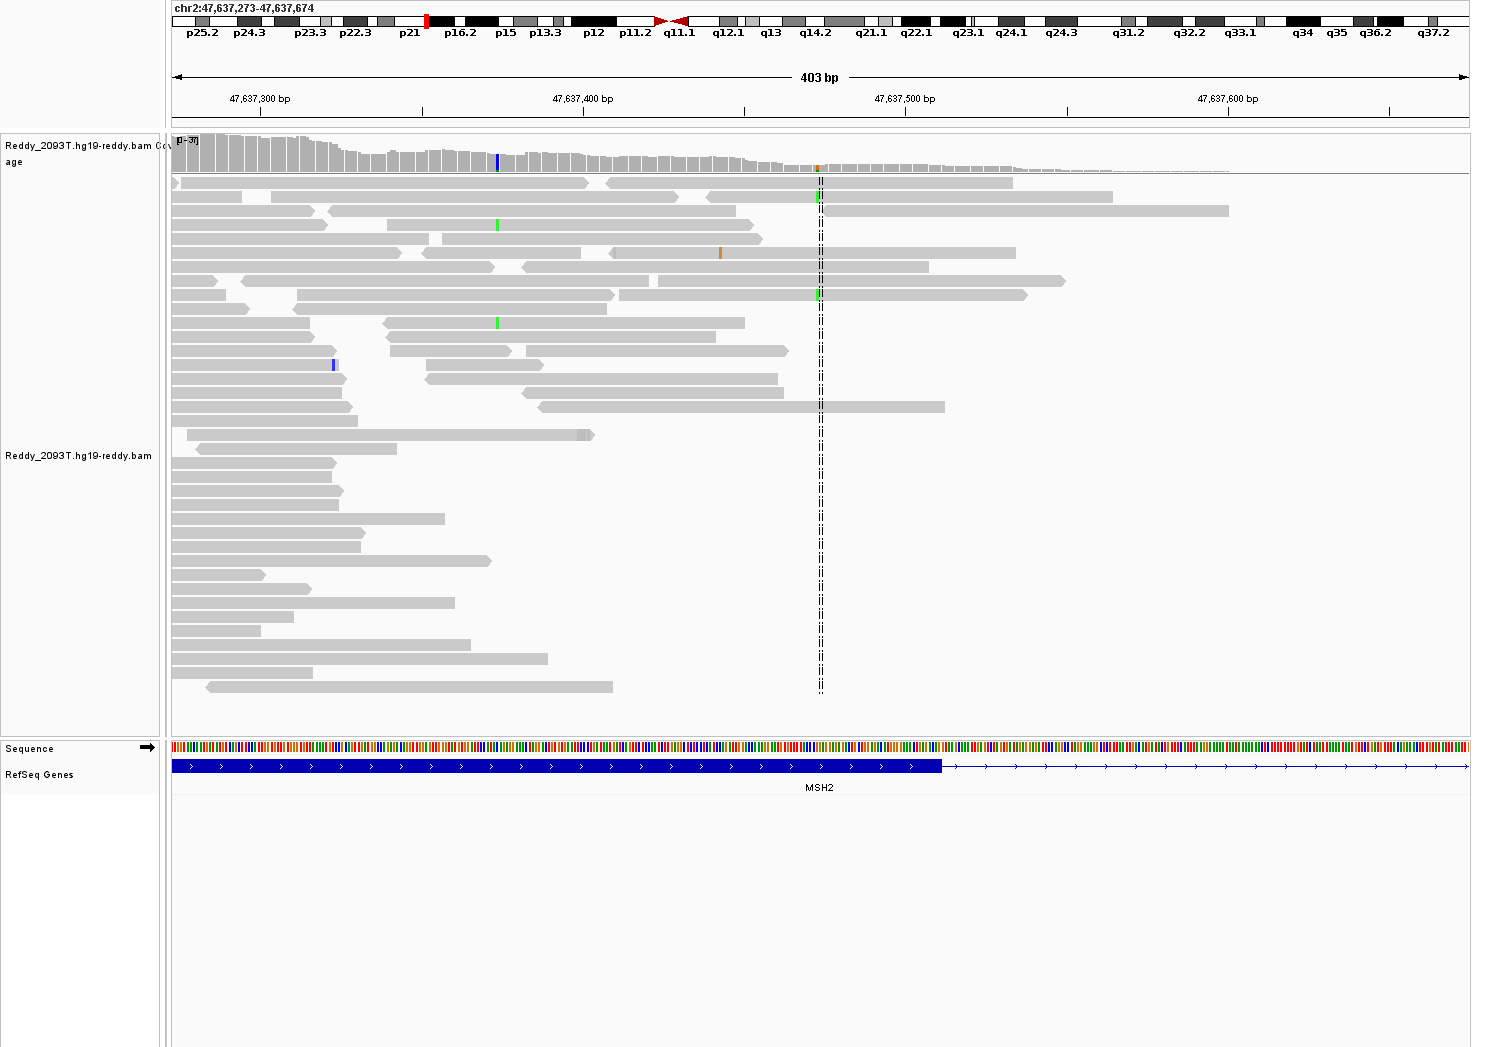 chr2:47,637,273-47,637,674
p25.2 p24.3 p23.3 p22.3 p21 p16.2 p15 p13.3 p12 p11.2 q11.1 q12.1 q13 q14.2 q21.1 q22.1 q23.1 q24.1 q24.3 q31.2 q32.2 q33.1 q34 q35 q36.2 q37.2
403 bp
47,637,300 bp 47,637,400 bp 47,637,500 bp 47,637,600 bp
[0 - 37]
Reddy_2093T.hg19-reddy.bam Cov
age
Reddy_2093T.hg19-reddy.bam
Sequence
RefSeq Genes
MSH2